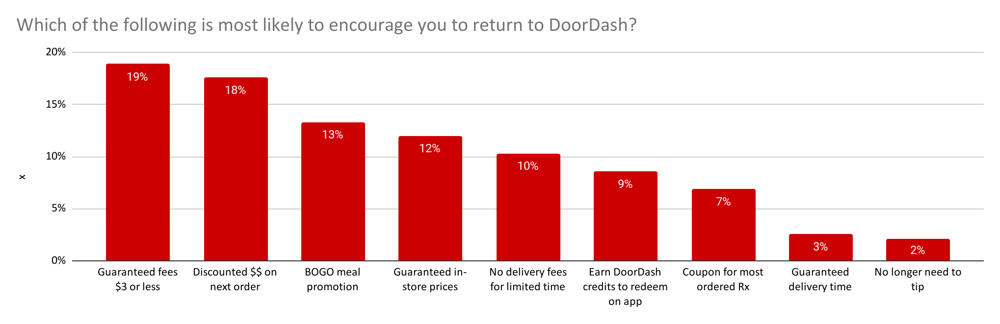 Which of the following is most likely to encourage you to return to DoorDash?
20%
15%
10%
5%
0%
x
19%
18%
13%
12%
10%
9%
7%
3%
2%
Guaranteed fees
$3 or less
Discounted $$ on
next order
BOGO meal
promotion
Guaranteed in-
store prices
No delivery fees
for limited time
Earn DoorDash
credits to redeem
on app
Coupon for most
ordered Rx
Guaranteed
delivery time
No longer need to
tip